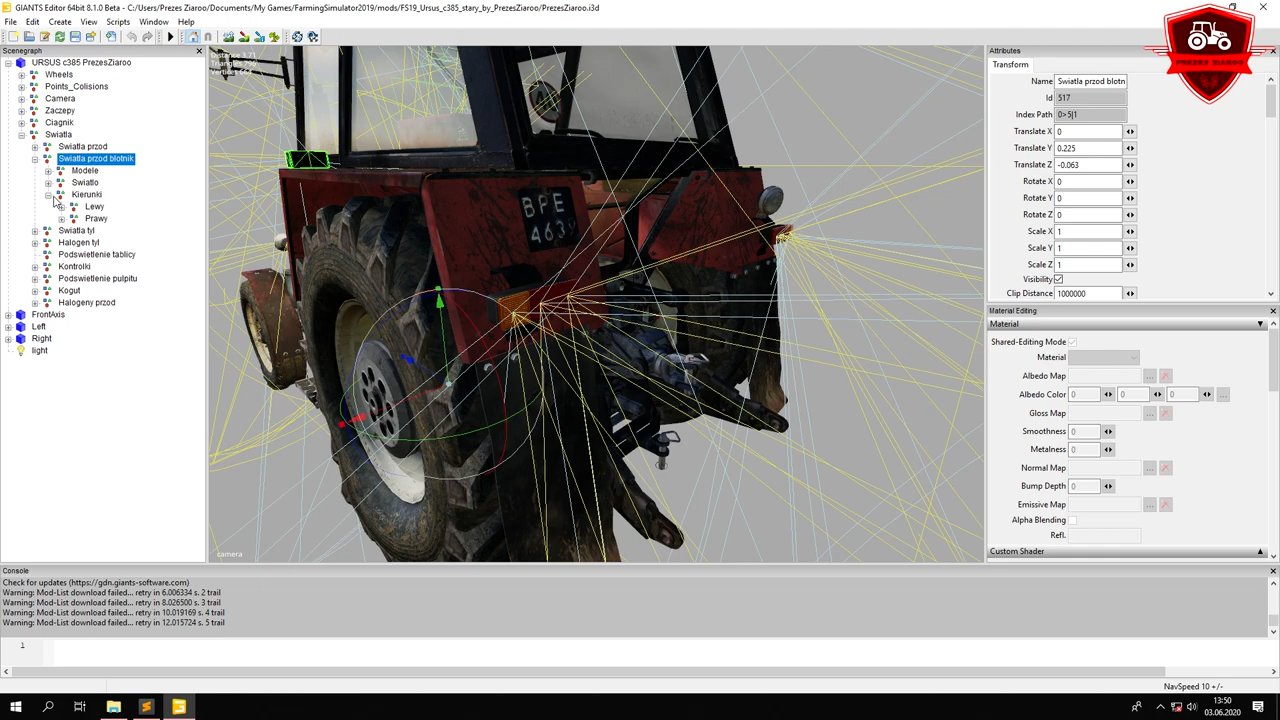 GIANTS Editor 64bit 8.1.0 Beta - C:/Users/Prezes Ziaroo/Documents/My Games/FarmingSimulator2019/mods/FS19_Ursus_c385_stary_by_PrezesZiaroo/PrezesZiaroo.i3d
File Edit Create View Scripts Window Help
Scenegraph
URSUS c385 PrezesZiaroo
Wheels
Points_Colisions
Camera
Zaczepy
Ciagnik
Swiatla
Swiatla przod
Swiatla przod blotnik
Modele
Swiatlo
Kierunki
Lewy
Prawy
Swiatla tyl
Halogen tyl
Podswietlenie tablicy
Kontrolki
Podswietlenie pulpitu
Kogut
Halogeny przod
FrontAxis
Left
Right
light
Distance 3.71
Triangles 796
BPE
camera
Attributes
Transform
Name Swiatla przod blotn
Id 517
Index Path 0>5|1
Translate X 0
Translate Y 0.225
Translate Z -0.063
Rotate X 0
Rotate Y 0
Rotate Z 0
Scale X 1
Scale Y 1
Scale Z 1
Visibility
Clip Distance 1000000
Material Editing
Material
Shared-Editing Mode
Material
Albedo Map ...
Albedo Color 0 0 0 ...
Gloss Map ...
Smoothness 0
Metalness 0
Normal Map ...
Bump Depth 0
Emissive Map ...
Alpha Blending
Refl.
Custom Shader
PREZES ZIAROO
Console
Check for updates (https://gdn.giants-software.com)
Warning: Mod-List download failed... retry in 6.006334 s. 2 trail
Warning: Mod-List download failed... retry in 8.026500 s. 3 trail
Warning: Mod-List download failed... retry in 10.019169 s. 4 trail
Warning: Mod-List download failed... retry in 12.015724 s. 5 trail
1
NavSpeed 10 +/-
13:50
03.06.2020